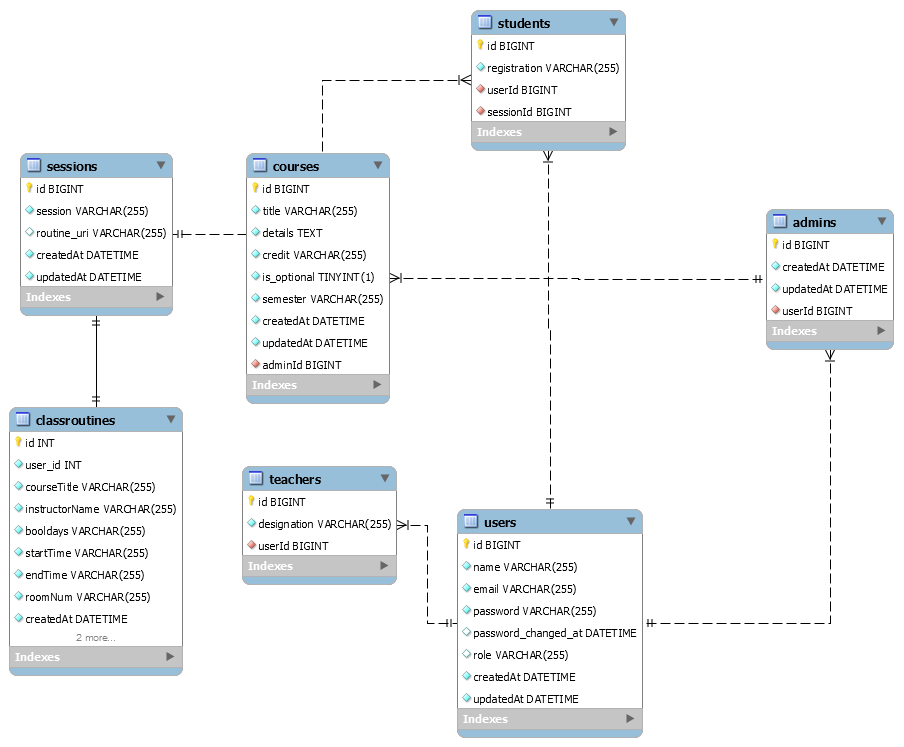 students
id BIGINT
registration VARCHAR(255)
userId BIGINT
sessionId BIGINT
Indexes
sessions
id BIGINT
session VARCHAR(255)
routine_uri VARCHAR(255)
createdAt DATETIME
updatedAt DATETIME
Indexes
courses
id BIGINT
title VARCHAR(255)
details TEXT
credit VARCHAR(255)
is_optional TINYINT(1)
semester VARCHAR(255)
createdAt DATETIME
updatedAt DATETIME
adminId BIGINT
Indexes
admins
id BIGINT
createdAt DATETIME
updatedAt DATETIME
userId BIGINT
Indexes
classroutines
id INT
user_id INT
courseTitle VARCHAR(255)
instructorName VARCHAR(255)
booldays VARCHAR(255)
startTime VARCHAR(255)
endTime VARCHAR(255)
roomNum VARCHAR(255)
createdAt DATETIME
2 more...
Indexes
teachers
id BIGINT
designation VARCHAR(255)
userId BIGINT
Indexes
users
id BIGINT
name VARCHAR(255)
email VARCHAR(255)
password VARCHAR(255)
password_changed_at DATETIME
role VARCHAR(255)
createdAt DATETIME
updatedAt DATETIME
Indexes